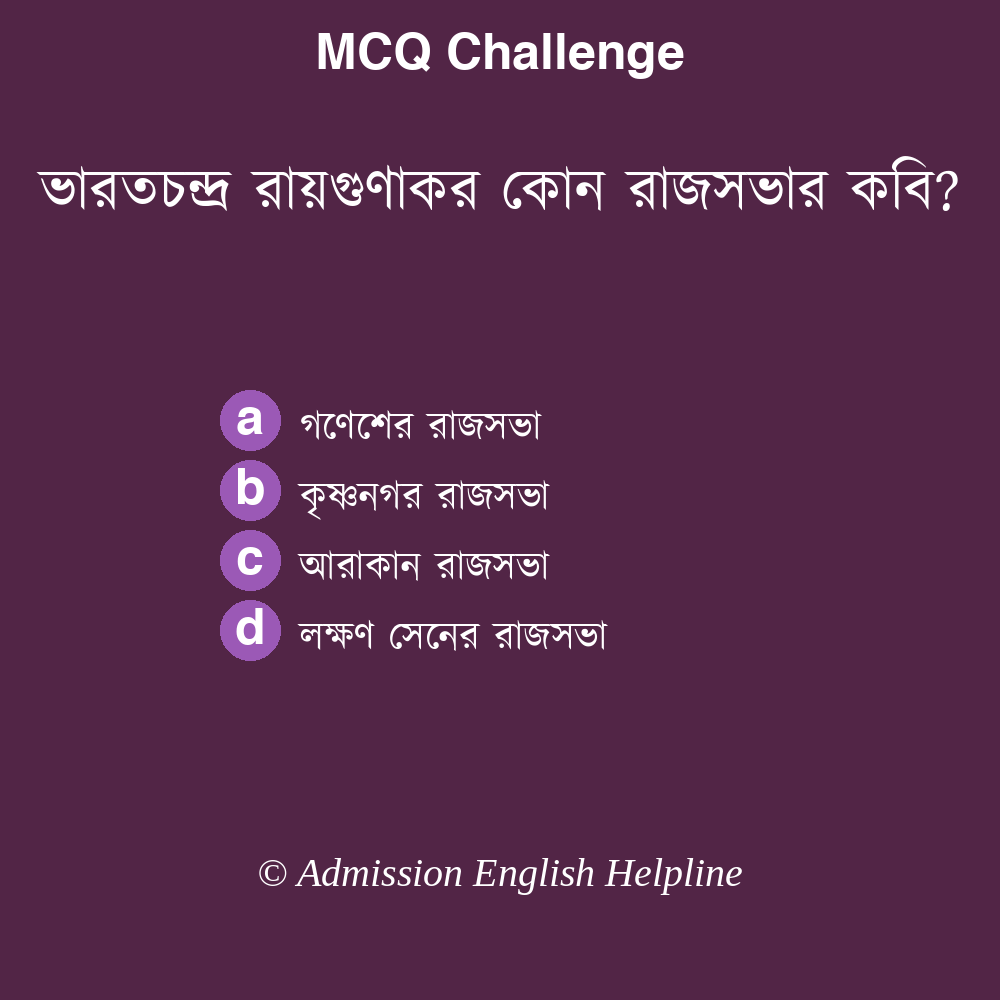 MCQ Challenge
ভারতচন্দ্র রায়গুণাকর কোন রাজসভার কবি?
a গণেশের রাজসভা
b কৃষ্ণনগর রাজসভা
c আরাকান রাজসভা
d লক্ষণ সেনের রাজসভা
© Admission English Helpline